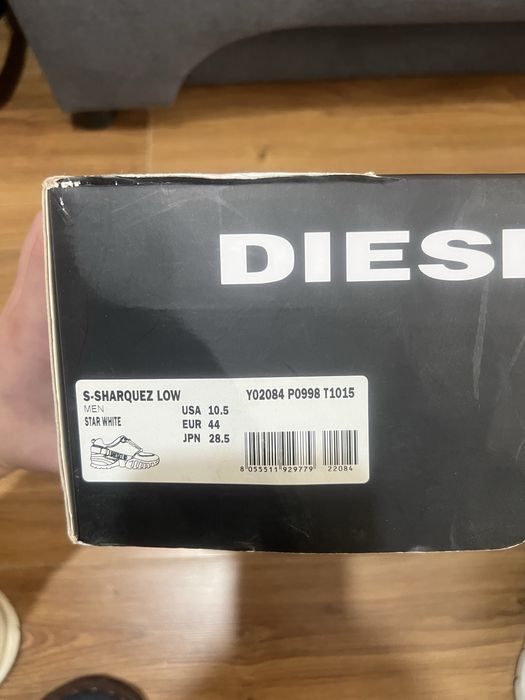 DIES
S-SHARQUEZ LOW
MEN
STAR WHITE
USA 10.5
EUR 44
JPN 28.5
Y02084 P0998 T1015
8 055511 929779 22084